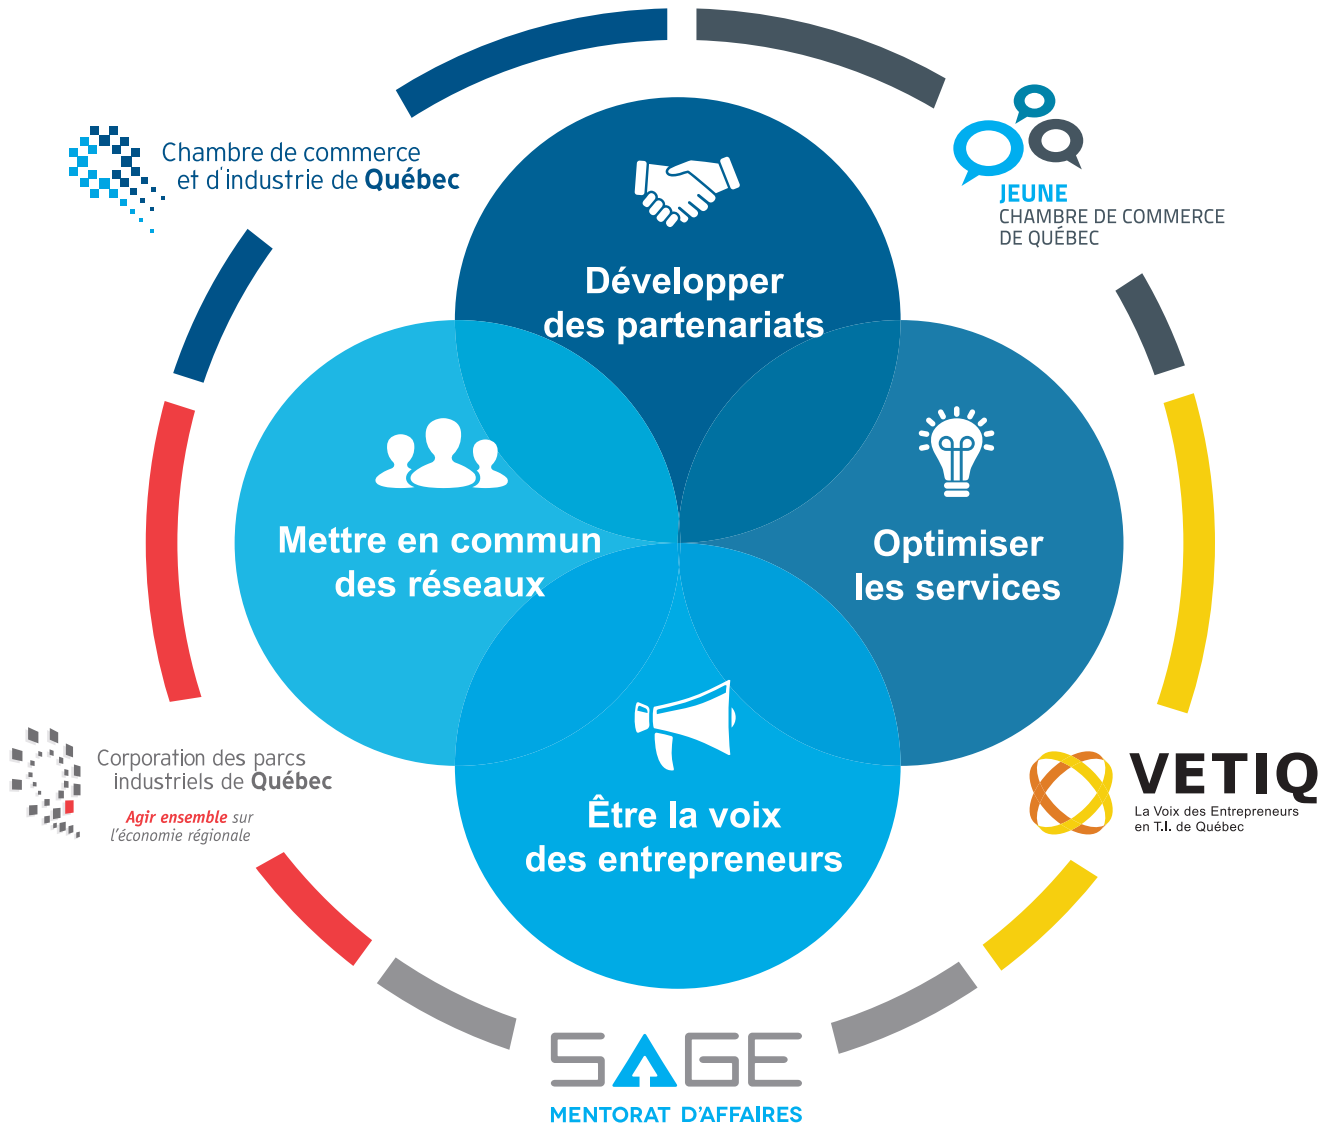 Chambre de commerce
et d'industrie de Québec
JEUNE
CHAMBRE DE COMMERCE
DE QUÉBEC
Développer
des partenariats
Mettre en commun
des réseaux
Optimiser
les services
Être la voix
des entrepreneurs
Corporation des parcs
industriels de Québec
Agir ensemble sur
l'économie régionale
VETIQ
La Voix des Entrepreneurs
en T.I. de Québec
SAGE
MENTORAT D'AFFAIRES